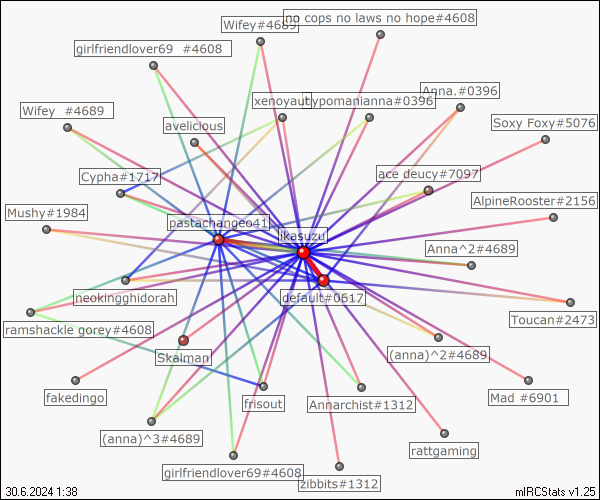 no cops no laws no hope#4608
Wifey#4689
girlfriendlover69 #4608
Anna.#0396
xenoyaut
hypomanianna#0396
Wifey #4689
avelicious
Soxy Foxy#5076
Cypha#1717
ace deucy#7097
AlpineRooster#2156
Mushy#1984
pastachangeo41
ikasuzu
Anna^2#4689
neokingghidorah
default#0617
Toucan#2473
ramshackle gorey#4608
Skalman
(anna)^2#4689
fakedingo
frisout
Annarchist#1312
Mad #6901
(anna)^3#4689
rattgaming
girlfriendlover69#4608
zibbits#1312
30.6.2024 1:38
mIRCStats v1.25